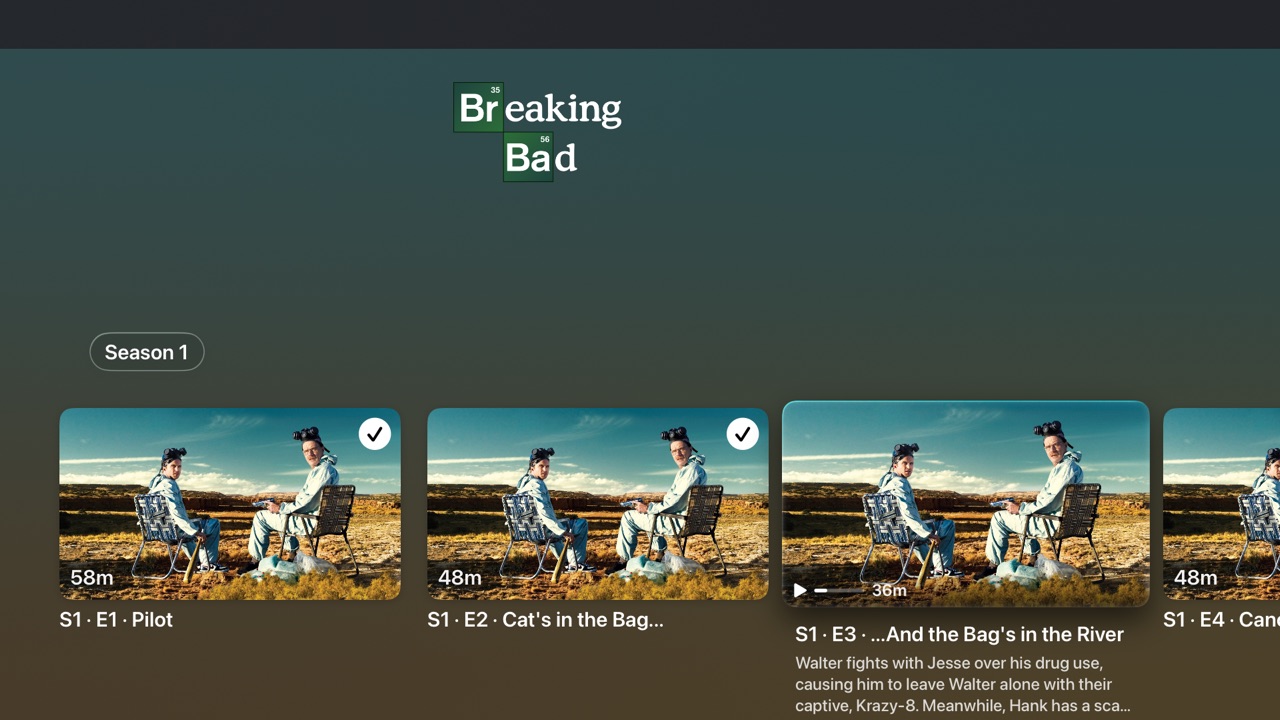 35
Breaking
56
Bad
Season 1
58m
S1 · E1 · Pilot
48m
S1 · E2 · Cat's in the Bag...
36m
S1 · E3 · ...And the Bag's in the River
Walter fights with Jesse over his drug use,
causing him to leave Walter alone with their
captive, Krazy-8. Meanwhile, Hank has a sca...
48m
S1 · E4 · Canc